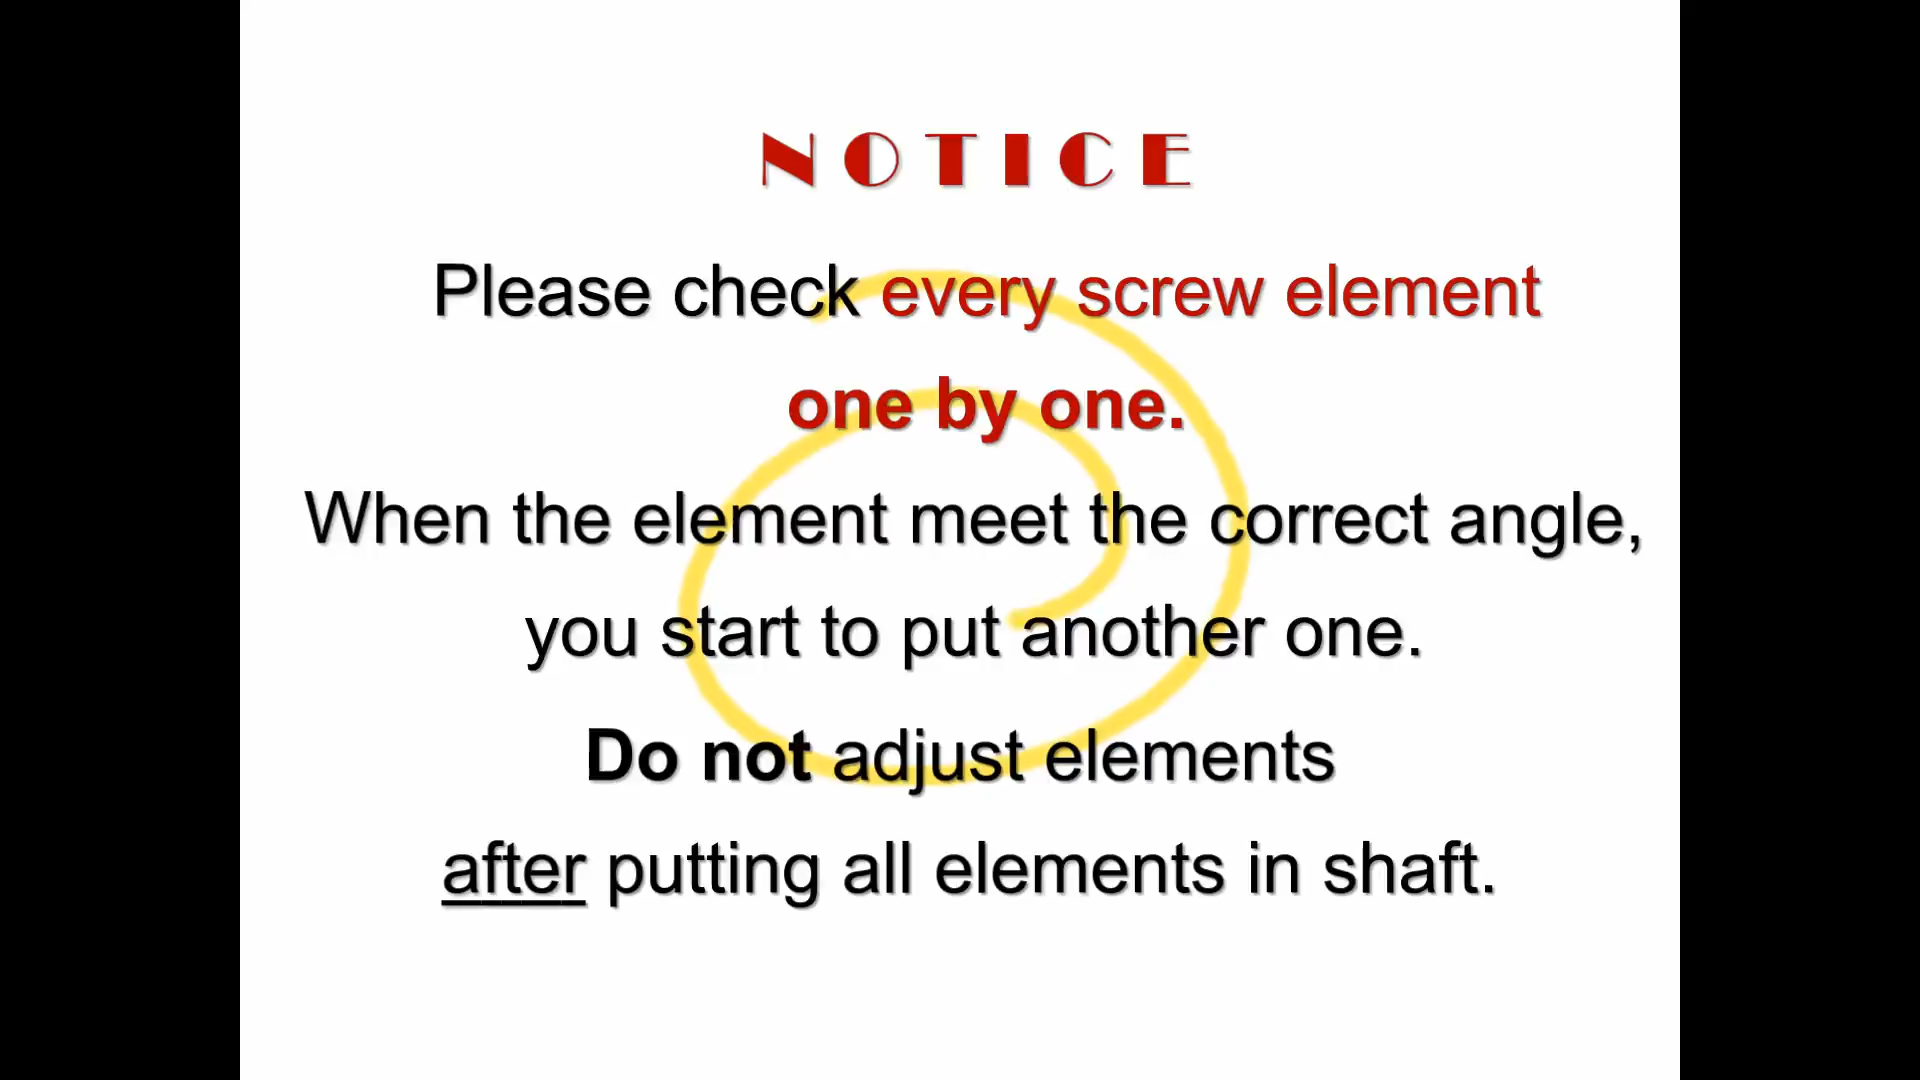 NOTICE
Please check every screw element
one by one.
When the element meet the correct angle,
you start to put another one.
Do not adjust elements
after putting all elements in shaft.